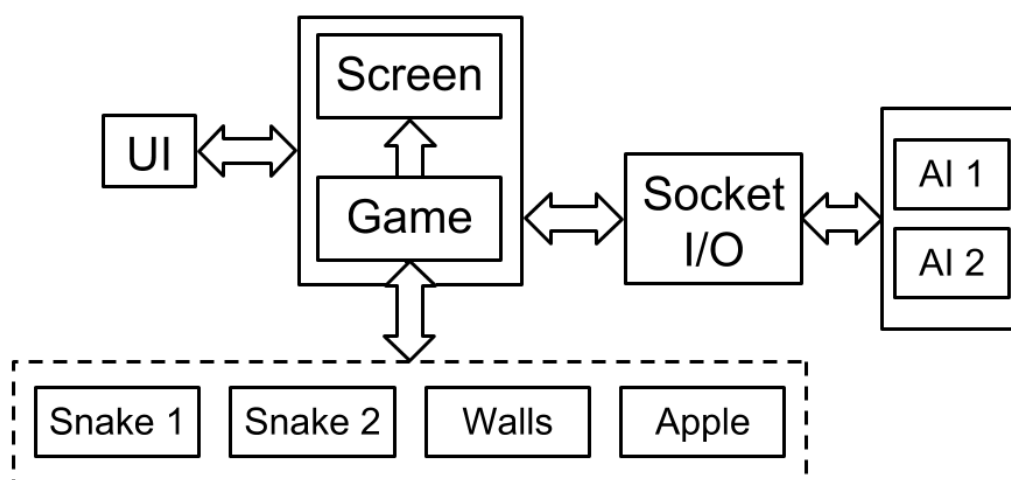 Screen
UI
Game
Socket
I/O
AI 1
AI 2
Snake 1
Snake 2
Walls
Apple